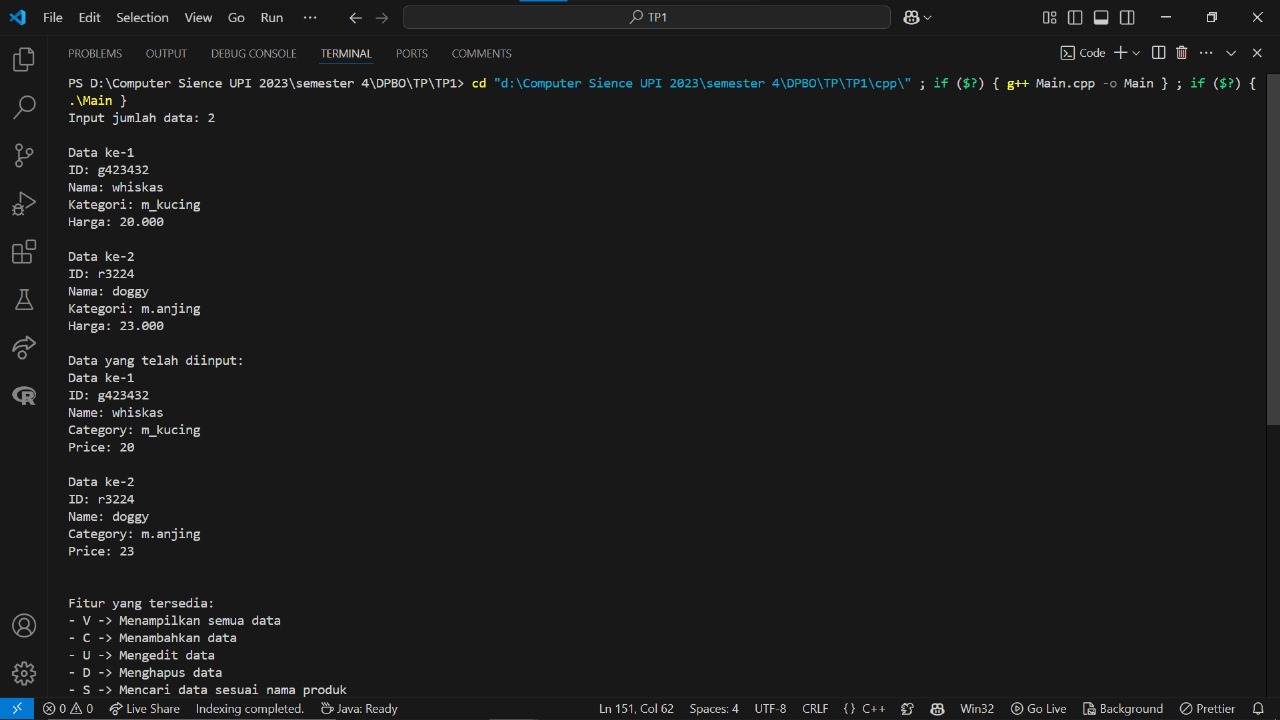 File Edit Selection View Go Run ··· TP1
PROBLEMS OUTPUT DEBUG CONSOLE TERMINAL PORTS COMMENTS Code
PS D:\Computer Sience UPI 2023\semester 4\DPBO\TP\TP1> cd "d:\Computer Sience UPI 2023\semester 4\DPBO\TP\TP1\cpp\" ; if ($?) { g++ Main.cpp -o Main } ; if ($?) {
.\Main }
Input jumlah data: 2
Data ke-1
ID: g423432
Nama: whiskas
Kategori: m_kucing
Harga: 20.000
Data ke-2
ID: r3224
Nama: doggy
Kategori: m.anjing
Harga: 23.000
Data yang telah diinput:
Data ke-1
ID: g423432
Name: whiskas
Category: m_kucing
Price: 20
Data ke-2
ID: r3224
Name: doggy
Category: m.anjing
Price: 23
Fitur yang tersedia:
- V -> Menampilkan semua data
- C -> Menambahkan data
- U -> Mengedit data
- D -> Menghapus data
- S -> Mencari data sesuai nama produk
0 0 Live Share Indexing completed. Java: Ready Ln 151, Col 62 Spaces: 4 UTF-8 CRLF {} C++ Win32 Go Live Background Prettier